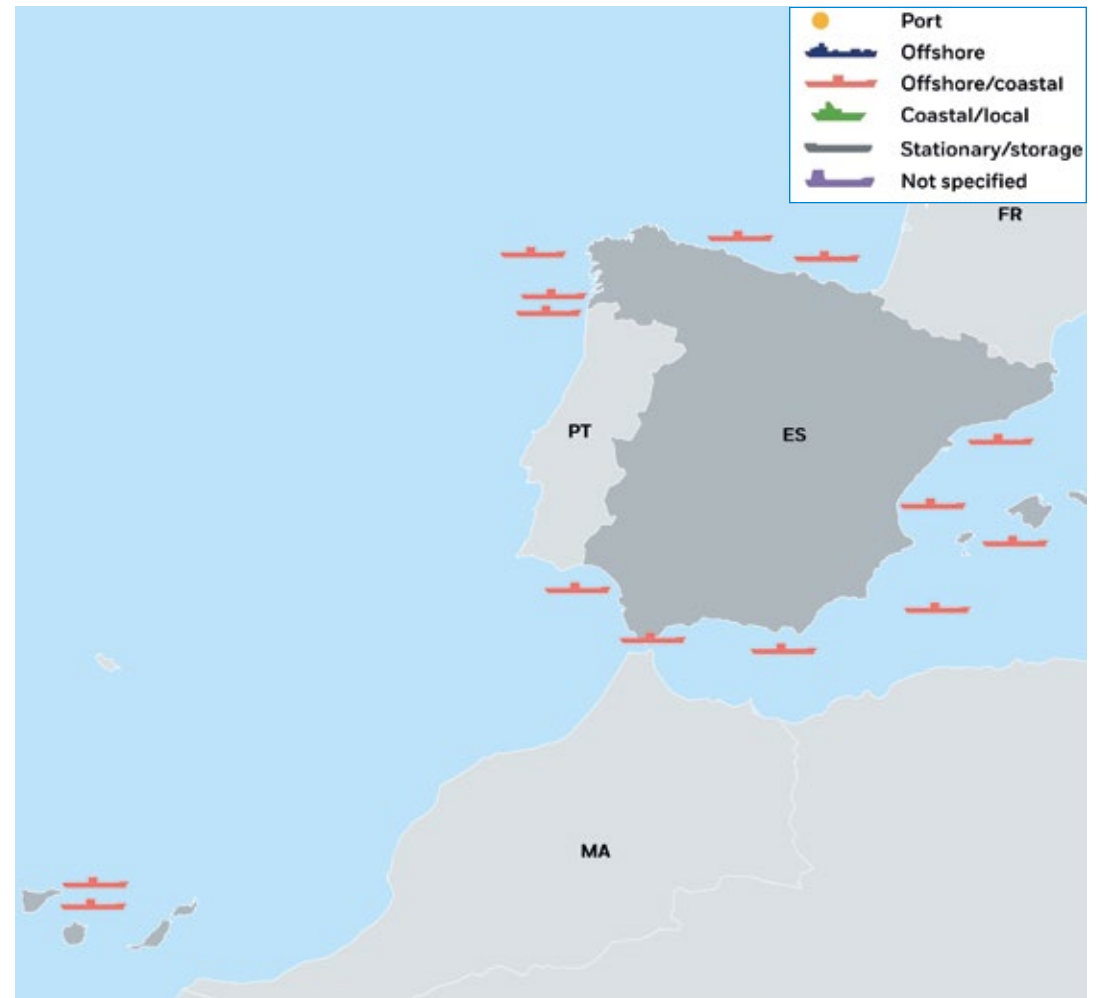 Port
Offshore
Offshore/coastal
Coastal/local
Stationary/storage
Not specified
FR
PT
ES
MA